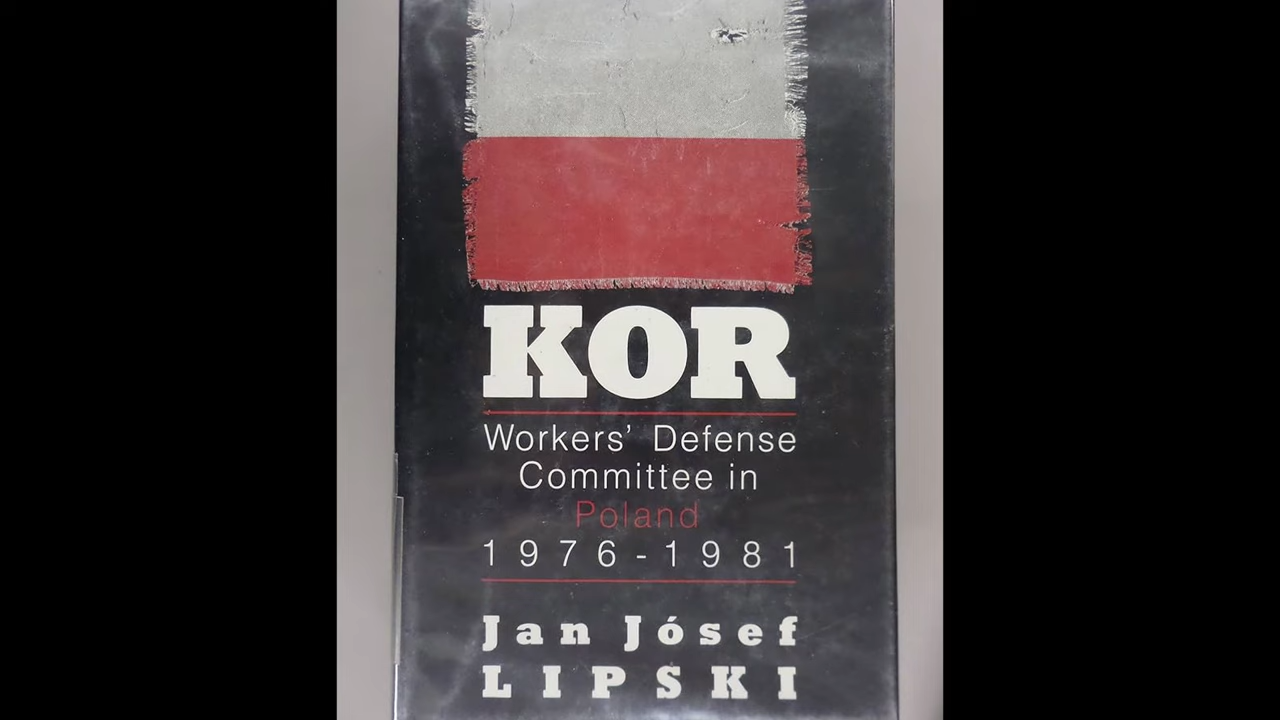 KOR
Workers' Defense
Committee in
Poland
1976-1981
Jan Jósef
LIPSKI